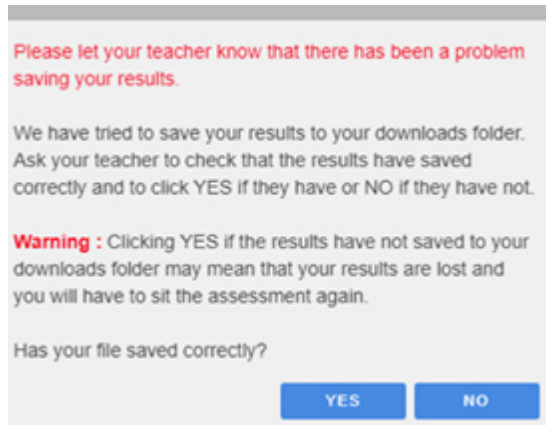 Please let your teacher know that there has been a problem
saving your results.
We have tried to save your results to your downloads folder.
Ask your teacher to check that the results have saved
correctly and to click YES if they have or NO if they have not.
Warning : Clicking YES if the results have not saved to your
downloads folder may mean that your results are lost and
you will have to sit the assessment again.
Has your file saved correctly?
YES NO